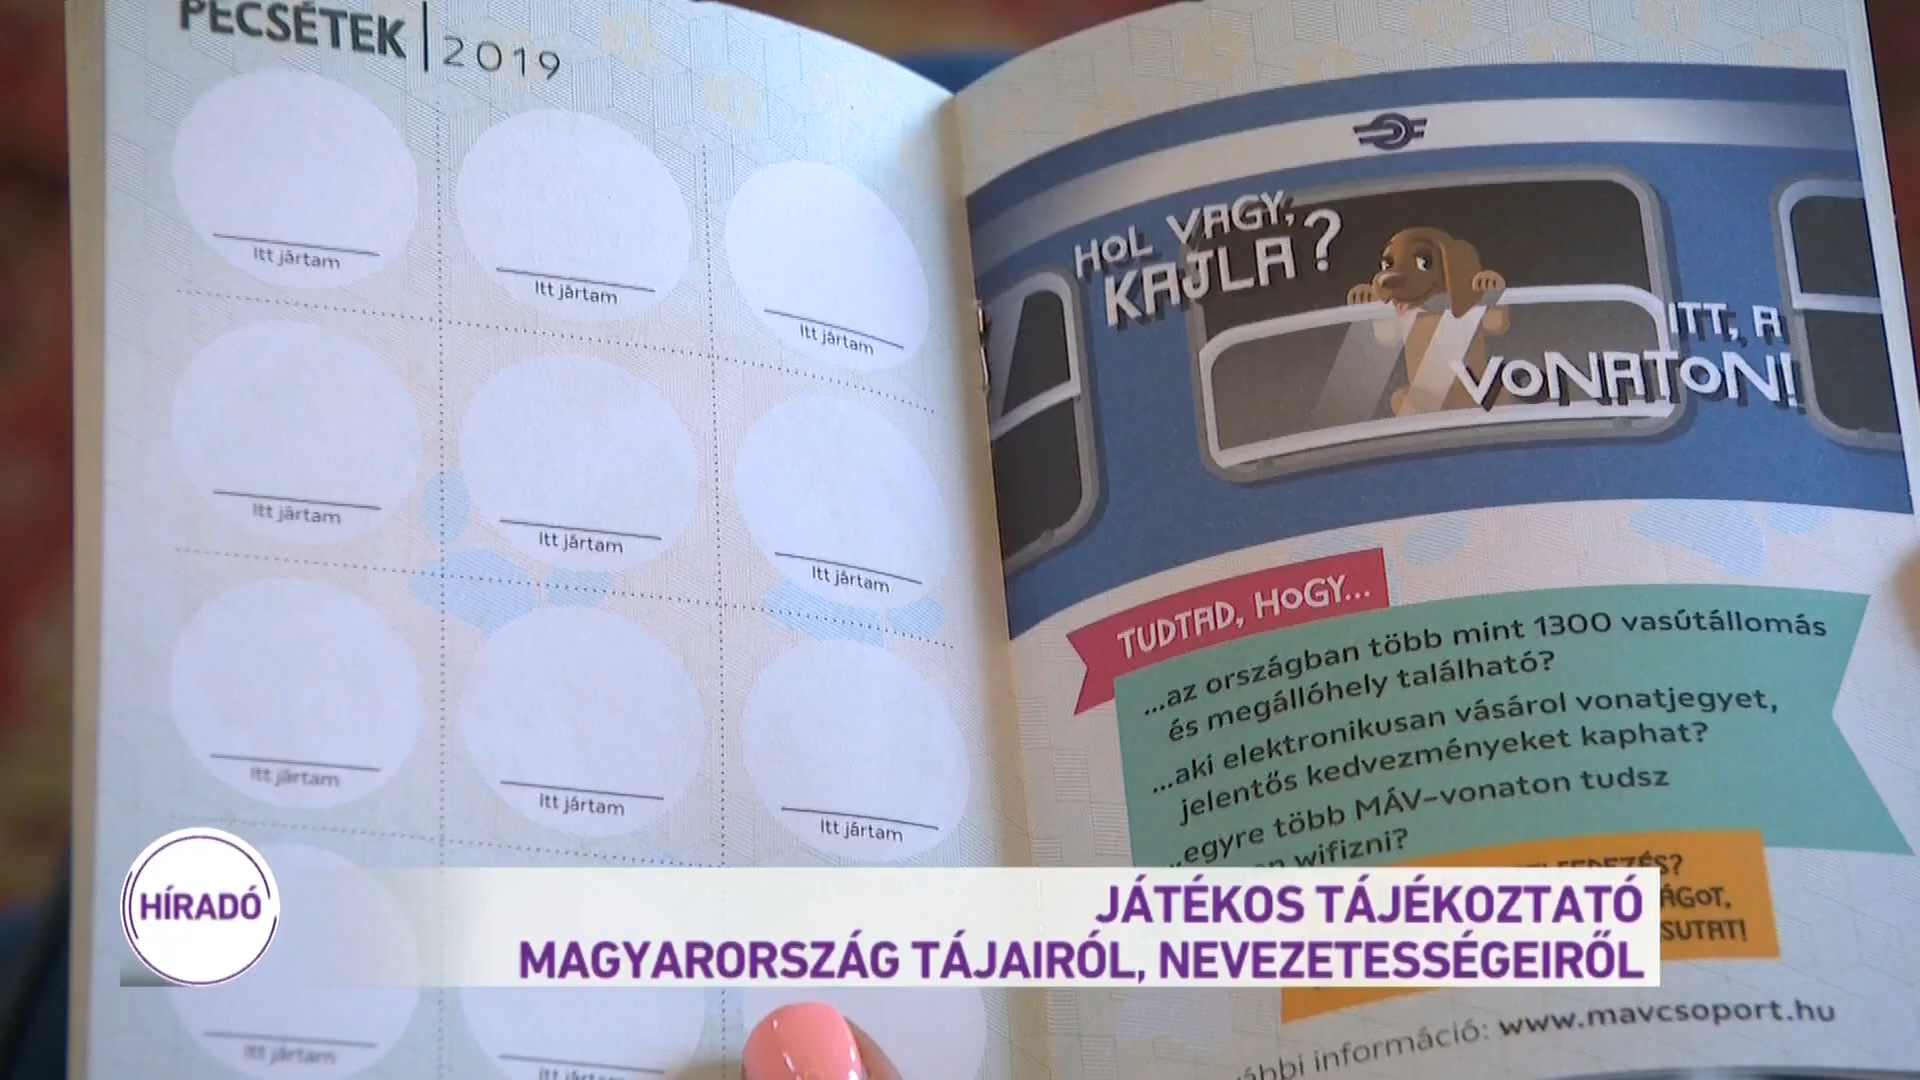 PECSÉTEK | 2019
Itt jártam
Itt jártam
Itt jártam
Itt jártam
Itt jártam
Itt jártam
Itt jártam
Itt jártam
Itt jártam
Itt jártam
HOL VAGY,
KAJLA?
ITT, A
VONATON!
TUDTAD, HOGY...
...az országban több mint 1300 vasútállomás
és megállóhely található?
...aki elektronikusan vásárol vonatjegyet,
jelentős kedvezményeket kaphat?
...egyre több MÁV-vonaton tudsz
wifizni?
információ: www.mavcsoport.hu
HÍRADÓ
JÁTÉKOS TÁJÉKOZTATÓ
MAGYARORSZÁG TÁJAIRÓL, NEVEZETESSÉGEIRŐL